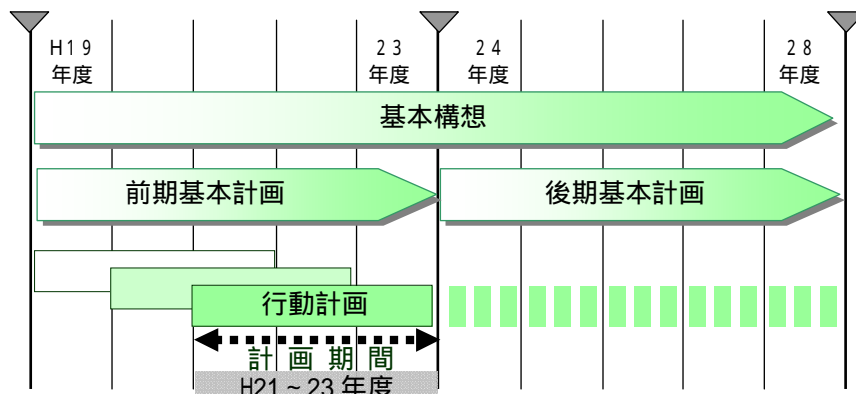 H19
年度
23
年度
24
年度
28
年度
基本構想
前期基本計画
後期基本計画
行動計画
計画期間
H21～23年度